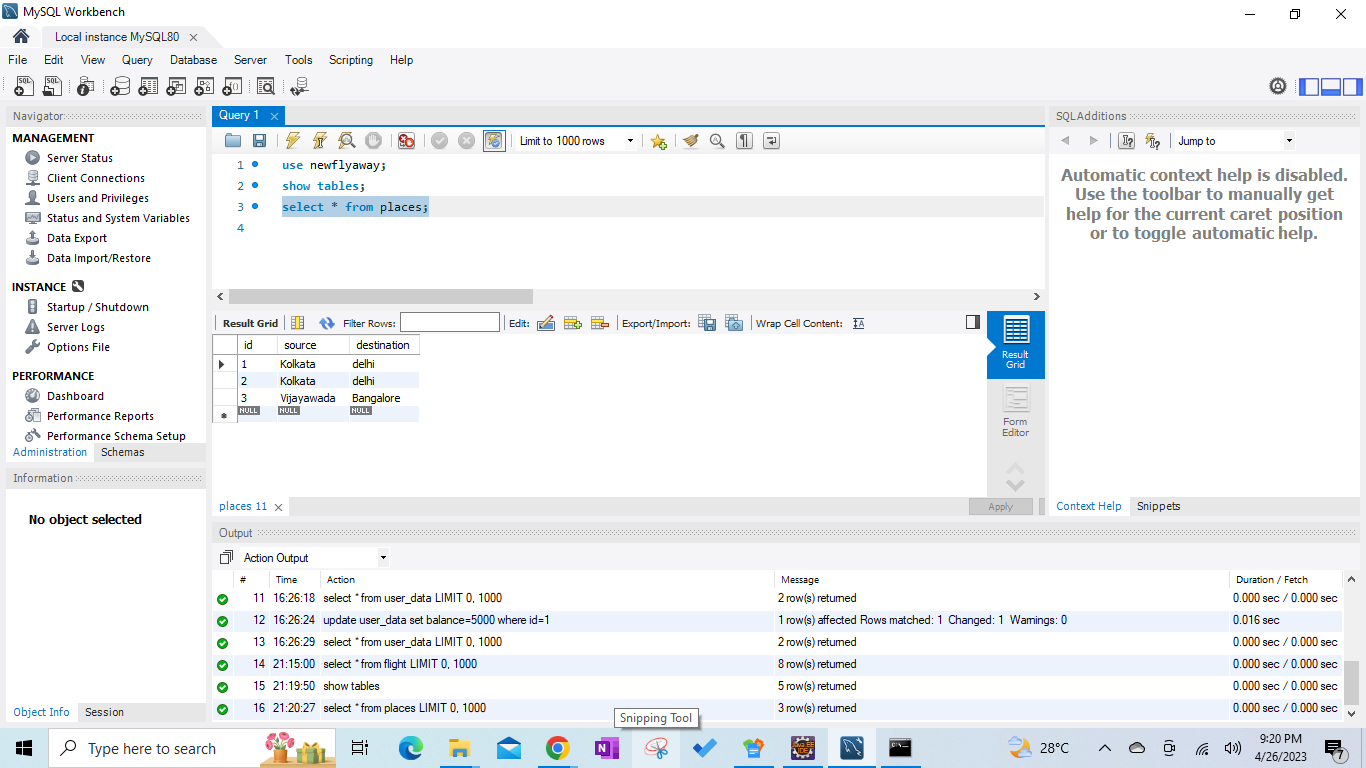 MySQL Workbench
Local instance MySQL80
File Edit View Query Database Server Tools Scripting Help
Navigator
MANAGEMENT
Server Status
Client Connections
Users and Privileges
Status and System Variables
Data Export
Data Import/Restore
INSTANCE
Startup / Shutdown
Server Logs
Options File
PERFORMANCE
Dashboard
Performance Reports
Performance Schema Setup
Administration Schemas
Information
No object selected
Object Info Session
Query 1
Limit to 1000 rows
1 use newflyaway;
2 show tables;
3 select * from places;
4
Result Grid Filter Rows: Edit: Export/Import: Wrap Cell Content:
id source destination
1 Kolkata delhi
2 Kolkata delhi
3 Vijayawada Bangalore
NULL NULL NULL
Result Grid
Form Editor
places 11
Apply
SQLAdditions
Jump to
Automatic context help is disabled.
Use the toolbar to manually get
help for the current caret position
or to toggle automatic help.
Context Help Snippets
Output
Action Output
# Time Action Message Duration / Fetch
11 16:26:18 select * from user_data LIMIT 0, 1000 2 row(s) returned 0.000 sec / 0.000 sec
12 16:26:24 update user_data set balance=5000 where id=1 1 row(s) affected Rows matched: 1 Changed: 1 Warnings: 0 0.016 sec
13 16:26:29 select * from user_data LIMIT 0, 1000 2 row(s) returned 0.000 sec / 0.000 sec
14 21:15:00 select * from flight LIMIT 0, 1000 8 row(s) returned 0.000 sec / 0.000 sec
15 21:19:50 show tables 5 row(s) returned 0.000 sec / 0.000 sec
16 21:20:27 select * from places LIMIT 0, 1000 3 row(s) returned 0.000 sec / 0.000 sec
Snipping Tool
Type here to search
28°C
9:20 PM
4/26/2023
7